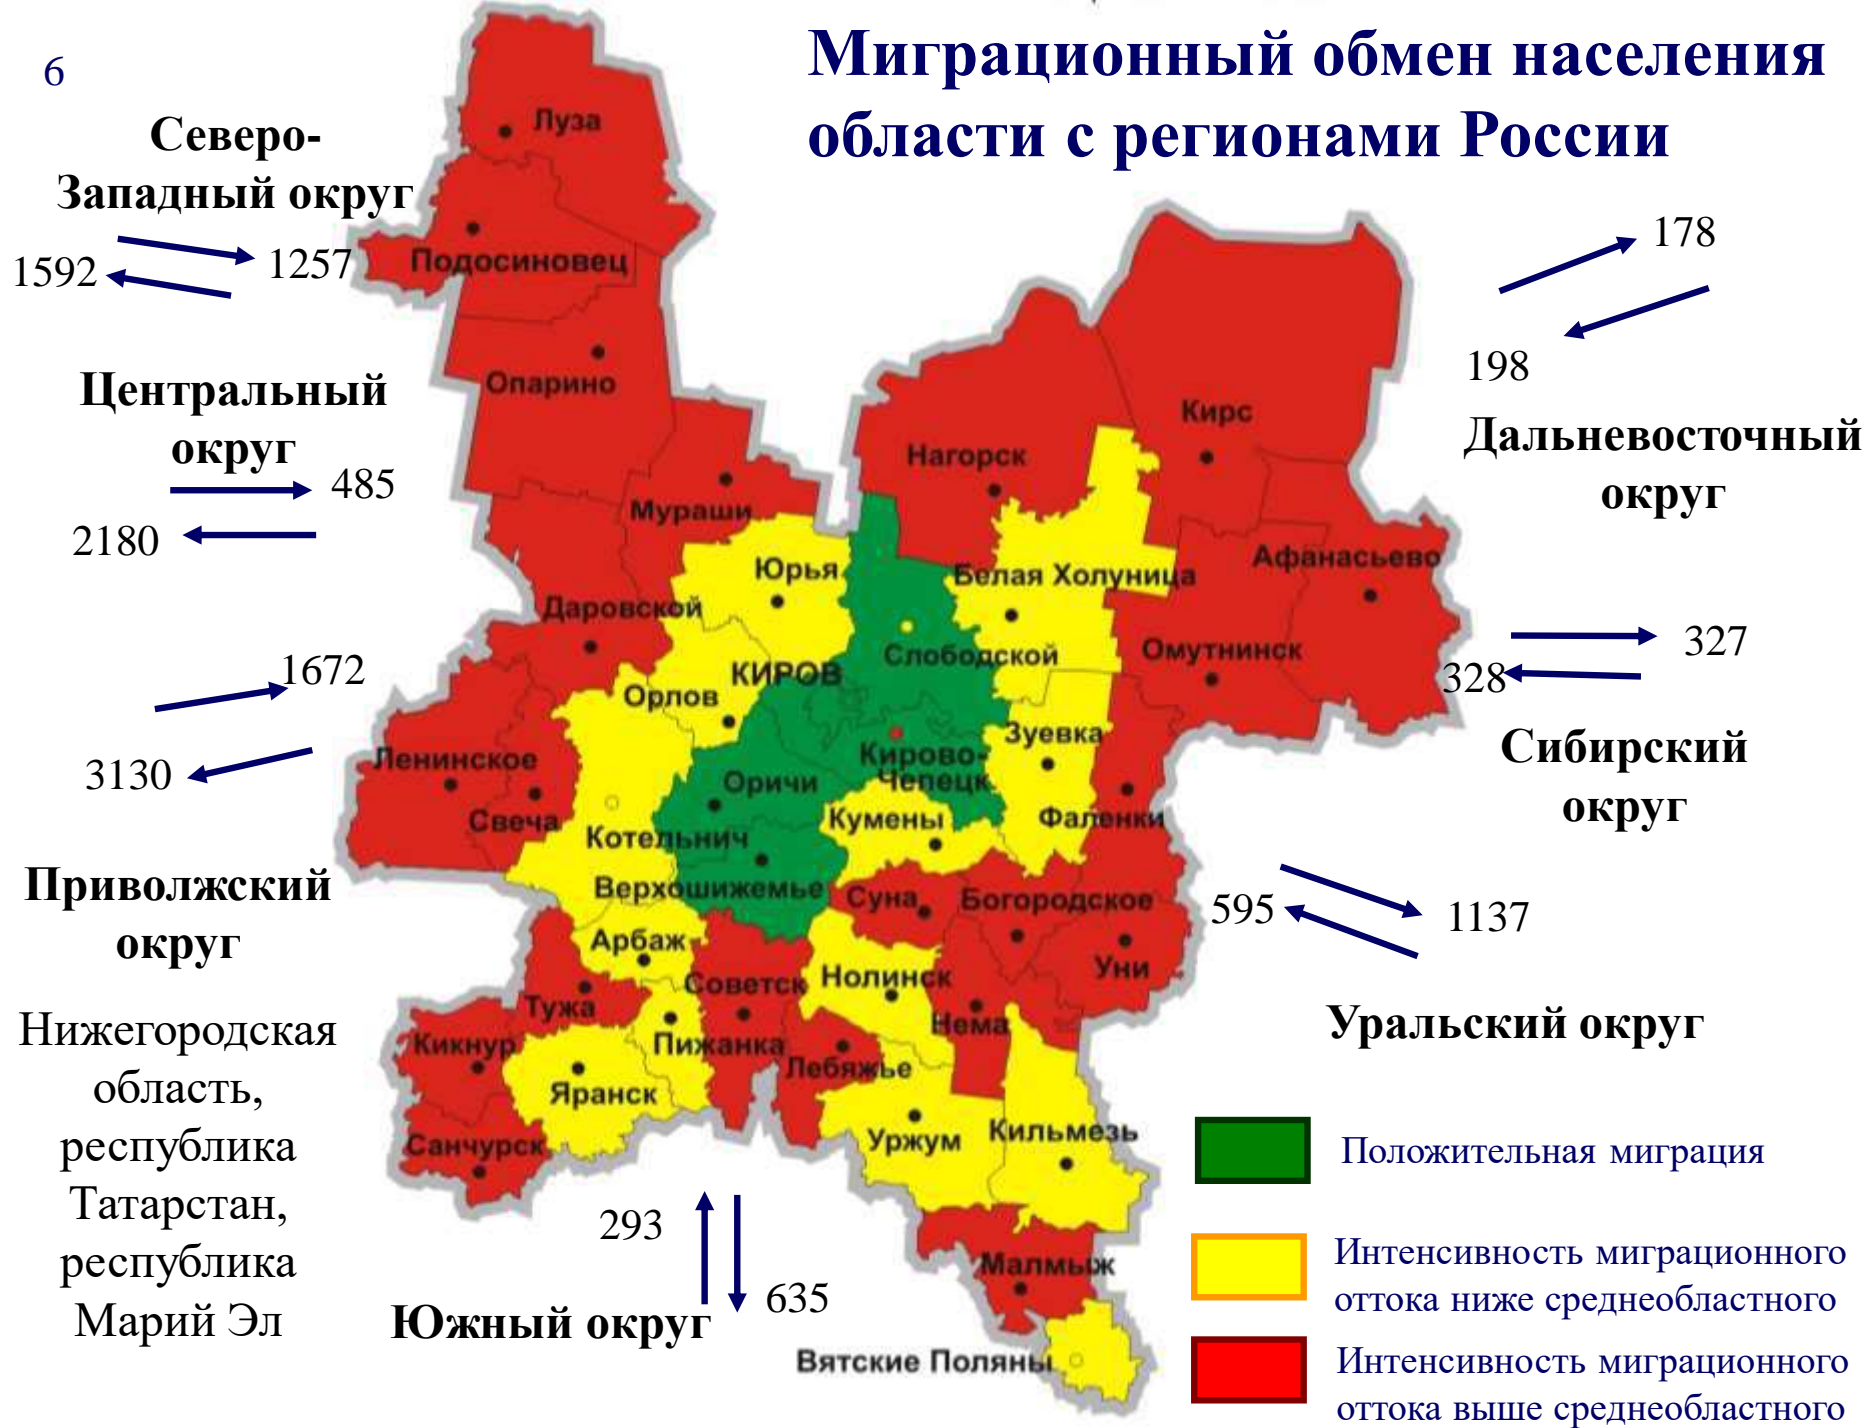 Миграционный обмен населения
области с регионами России
6
Северо-
Западный округ
1592
1257
Центральный
округ
485
2180
1672
3130
Приволжский
округ
Нижегородская
область,
республика
Татарстан,
республика
Марий Эл
293
635
Южный округ
178
198
Дальневосточный
округ
327
328
Сибирский
округ
595
1137
Уральский округ
Луза
Подосиновец
Опарино
Мураши
Нагорск
Кирс
Юрья
Белая Холуница
Афанасьево
Даровской
КИРОВ
Слободской
Омутнинск
Орлов
Зуевка
Ленинское
Свеча
Оричи
Кирово-
Чепецк
Фаленки
Котельнич
Кумены
Верхошижемье
Суна
Богородское
Арбаж
Советск
Нолинск
Уни
Тужа
Нема
Кикнур
Пижанка
Лебяжье
Яранск
Санчурск
Уржум
Кильмезь
Малмыж
Вятские Поляны
Положительная миграция
Интенсивность миграционного
оттока ниже среднеобластного
Интенсивность миграционного
оттока выше среднеобластного